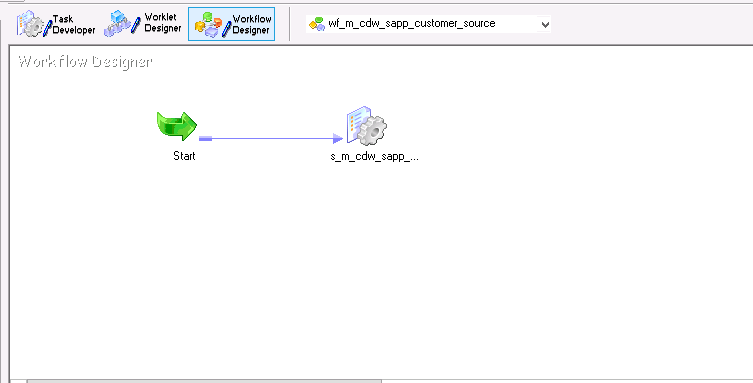 Task
Developer
Worklet
Designer
Workflow
Designer
wf_m_cdw_sapp_customer_source
Workflow Designer
Start
s_m_cdw_sapp_...